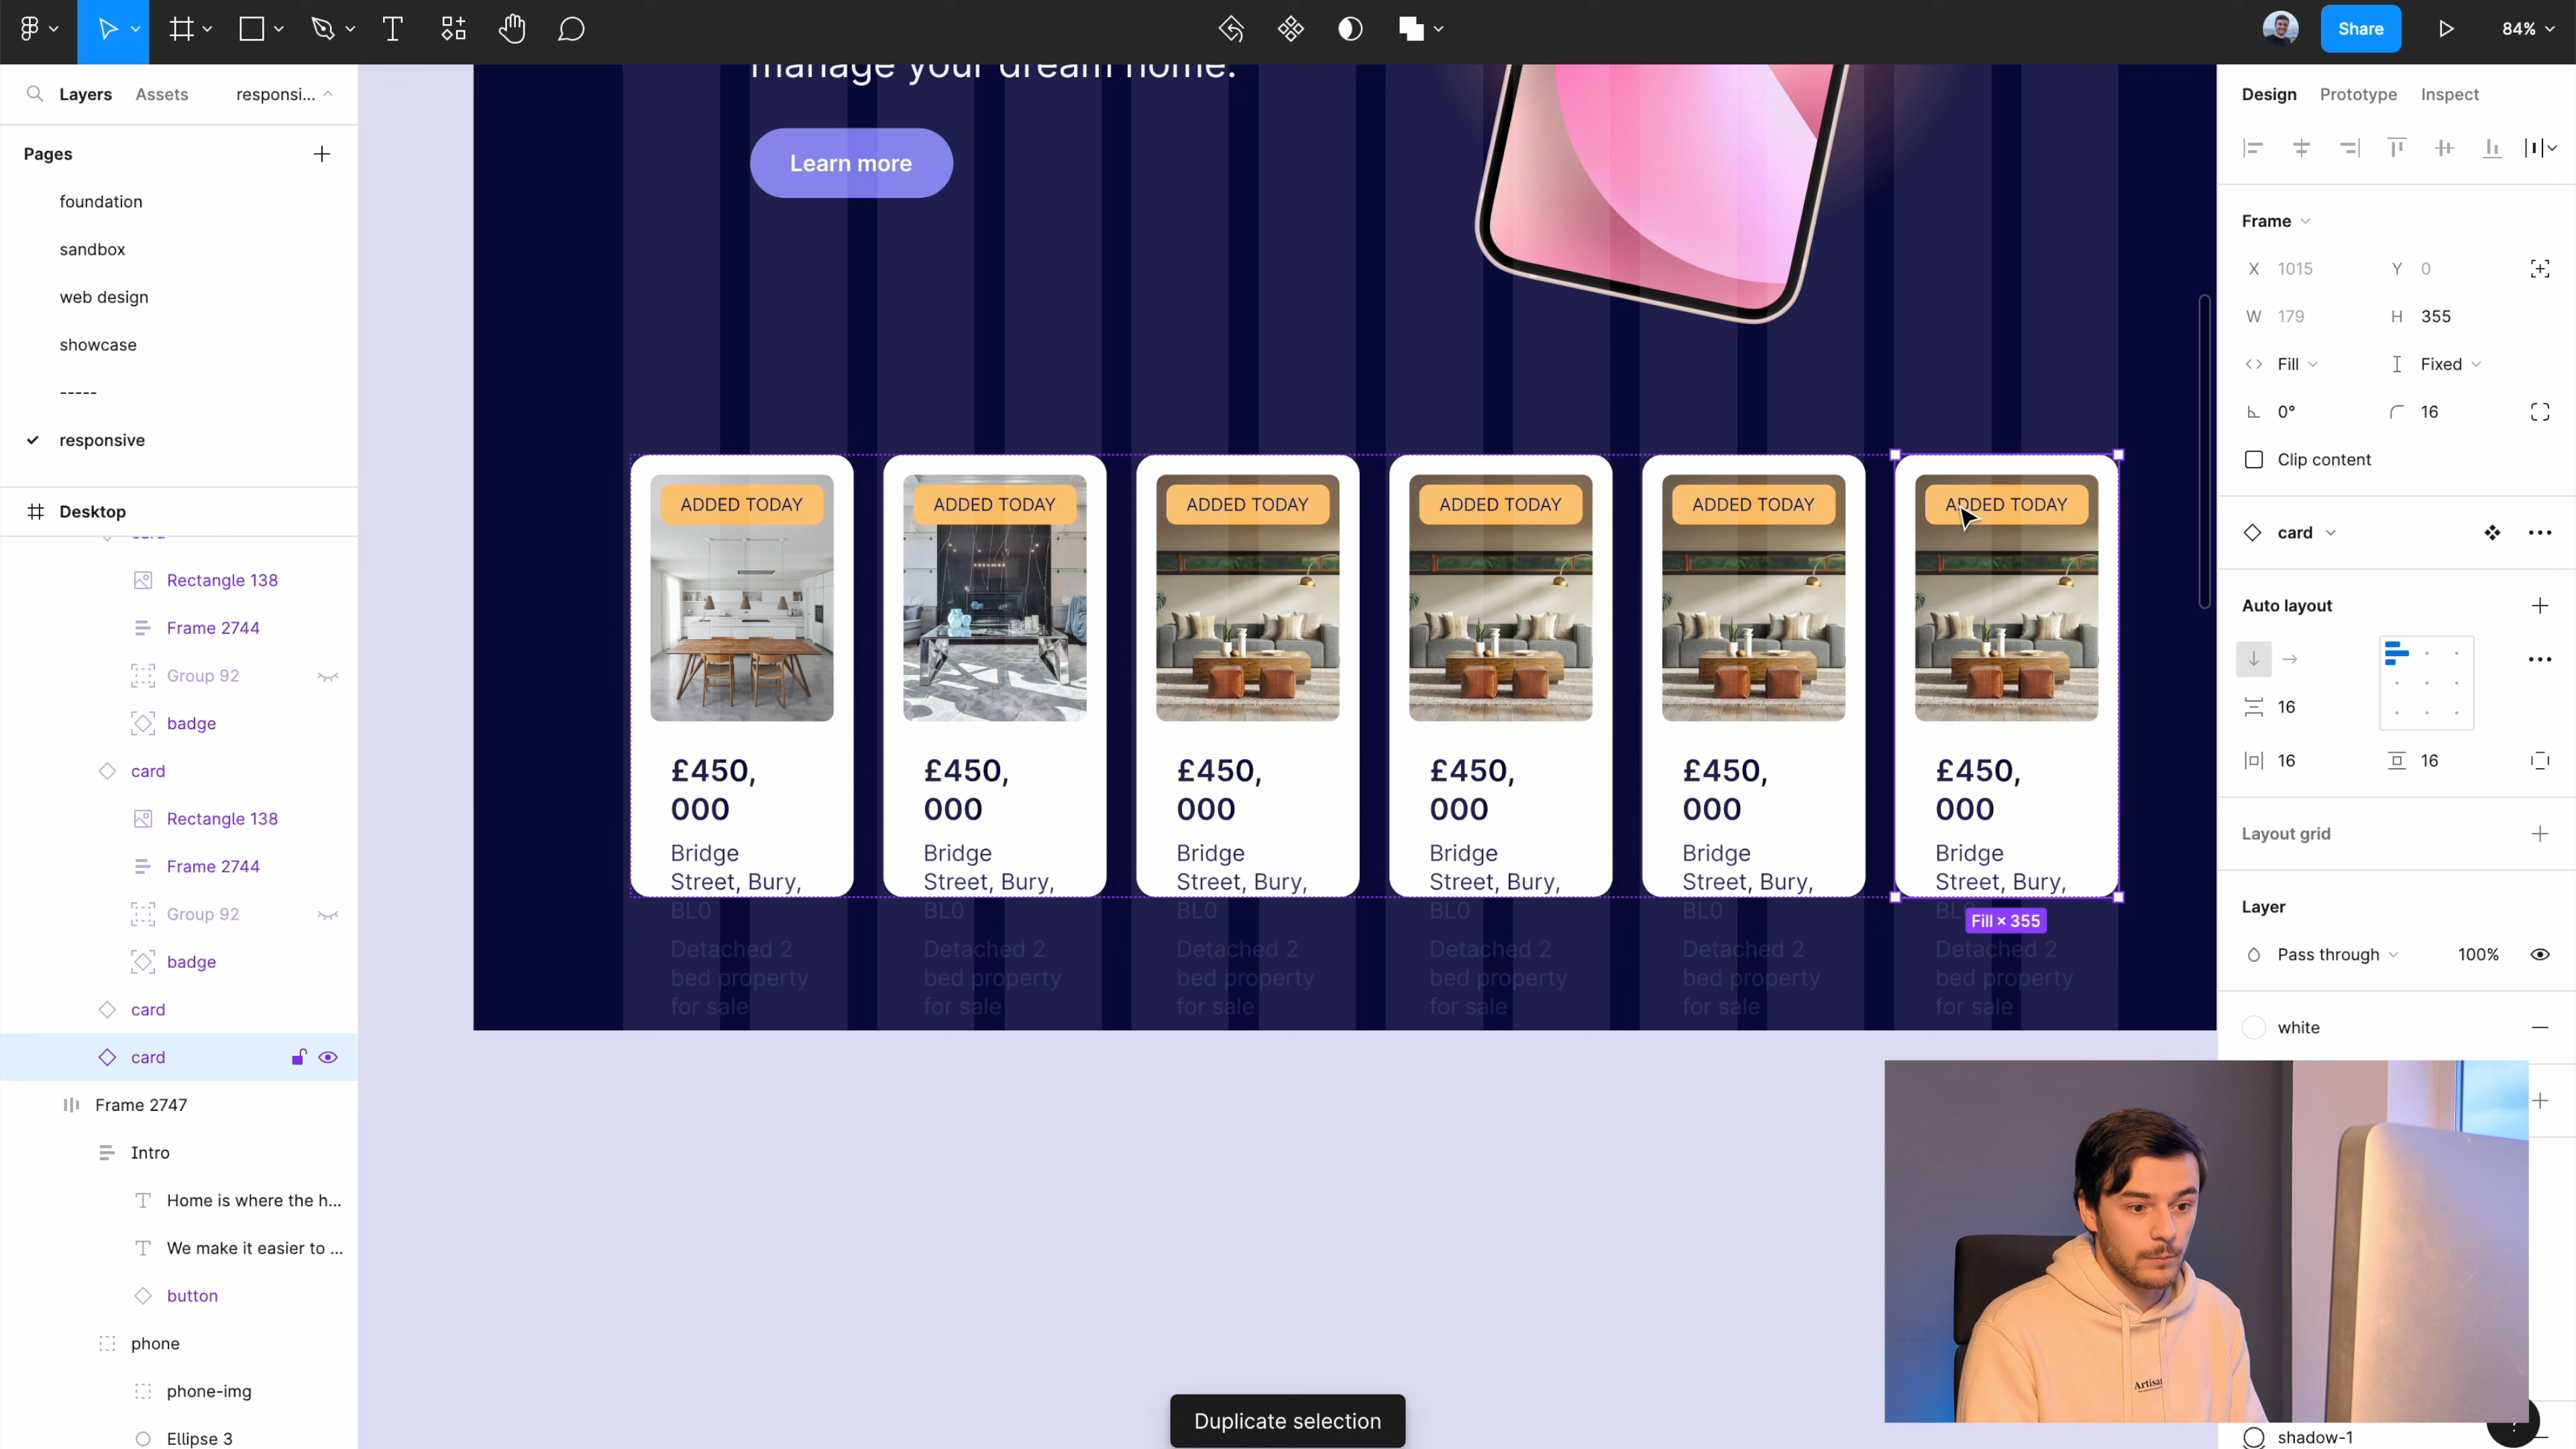 Share
84%
Layers
Assets
responsi...
Pages
foundation
sandbox
web design
showcase
-----
responsive
Desktop
Rectangle 138
Frame 2744
Group 92
badge
card
Rectangle 138
Frame 2744
Group 92
badge
card
card
Frame 2747
Intro
Home is where the h...
We make it easier to ...
button
phone
phone-img
Ellipse 3
manage your dream home.
Learn more
ADDED TODAY
£450,
000
Bridge
Street, Bury,
BL0
Detached 2
bed property
for sale
ADDED TODAY
£450,
000
Bridge
Street, Bury,
BL0
Detached 2
bed property
for sale
ADDED TODAY
£450,
000
Bridge
Street, Bury,
BL0
Detached 2
bed property
for sale
ADDED TODAY
£450,
000
Bridge
Street, Bury,
BL0
Detached 2
bed property
for sale
ADDED TODAY
£450,
000
Bridge
Street, Bury,
BL0
Detached 2
bed property
for sale
ADDED TODAY
£450,
000
Bridge
Street, Bury,
Fill × 355
Detached 2
bed property
for sale
Duplicate selection
Design
Prototype
Inspect
Frame
X 1015
Y 0
W 179
H 355
Fill
Fixed
0°
16
Clip content
card
Auto layout
16
16
16
Layout grid
Layer
Pass through
100%
white
shadow-1